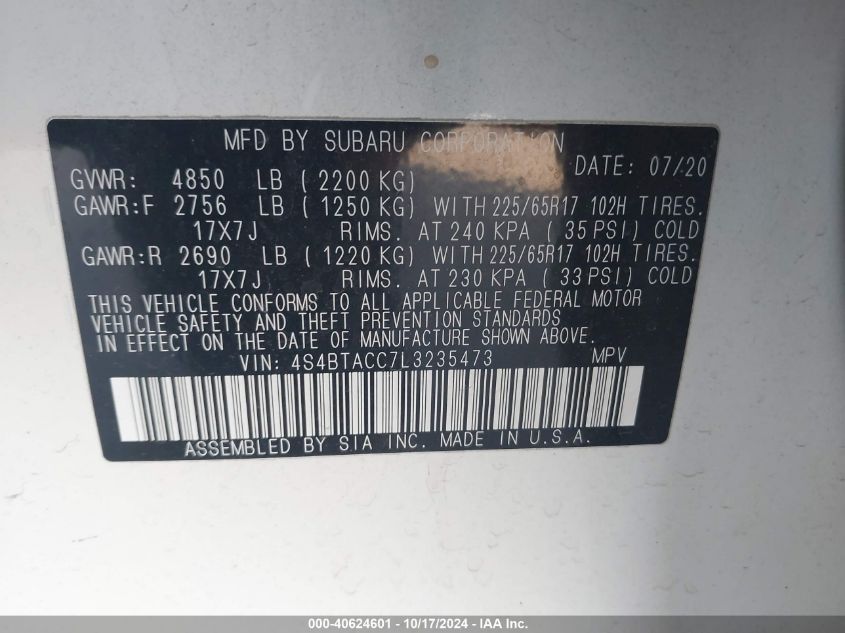 MFD BY SUBARU CORPORATION
DATE: 07/20
GVWR: 4850 LB ( 2200 KG)
GAWR:F 2756 LB ( 1250 KG) WITH 225/65R17 102H TIRES.
17X7J RIMS. AT 240 KPA ( 35 PSI) COLD
GAWR:R 2690 LB ( 1220 KG) WITH 225/65R17 102H TIRES.
17X7J RIMS. AT 230 KPA ( 33 PSI) COLD
THIS VEHICLE CONFORMS TO ALL APPLICABLE FEDERAL MOTOR
VEHICLE SAFETY AND THEFT PREVENTION STANDARDS
IN EFFECT ON THE DATE OF MANUFACTURE SHOWN ABOVE.
VIN: 4S4BTACC7L3235473 MPV
ASSEMBLED BY SIA INC. MADE IN U.S.A.
000-40624601 - 10/17/2024 - IAA Inc.